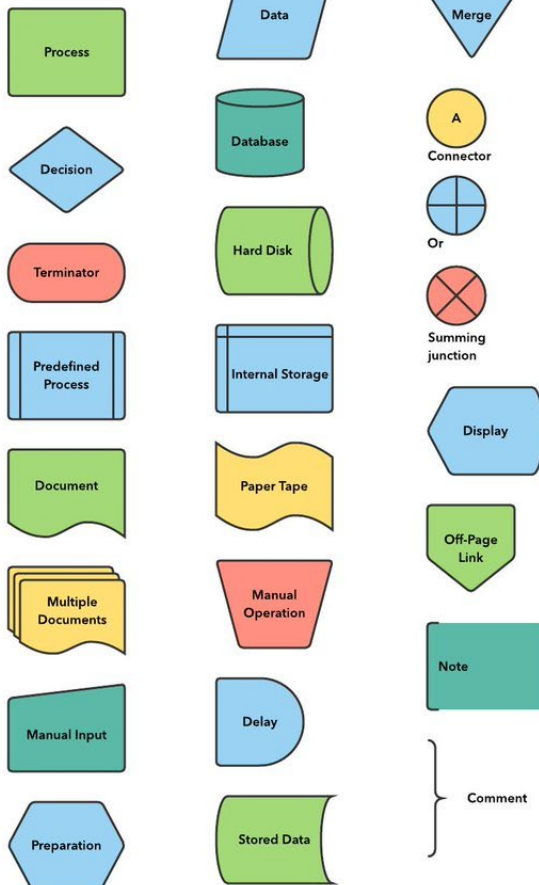 Process
Decision
Terminator
Predefined
Process
Document
Multiple
Documents
Manual Input
Preparation
Data
Database
Hard Disk
Internal Storage
Paper Tape
Manual
Operation
Delay
Stored Data
Merge
A
Connector
Or
Summing
junction
Display
Off-Page
Link
Note
Comment